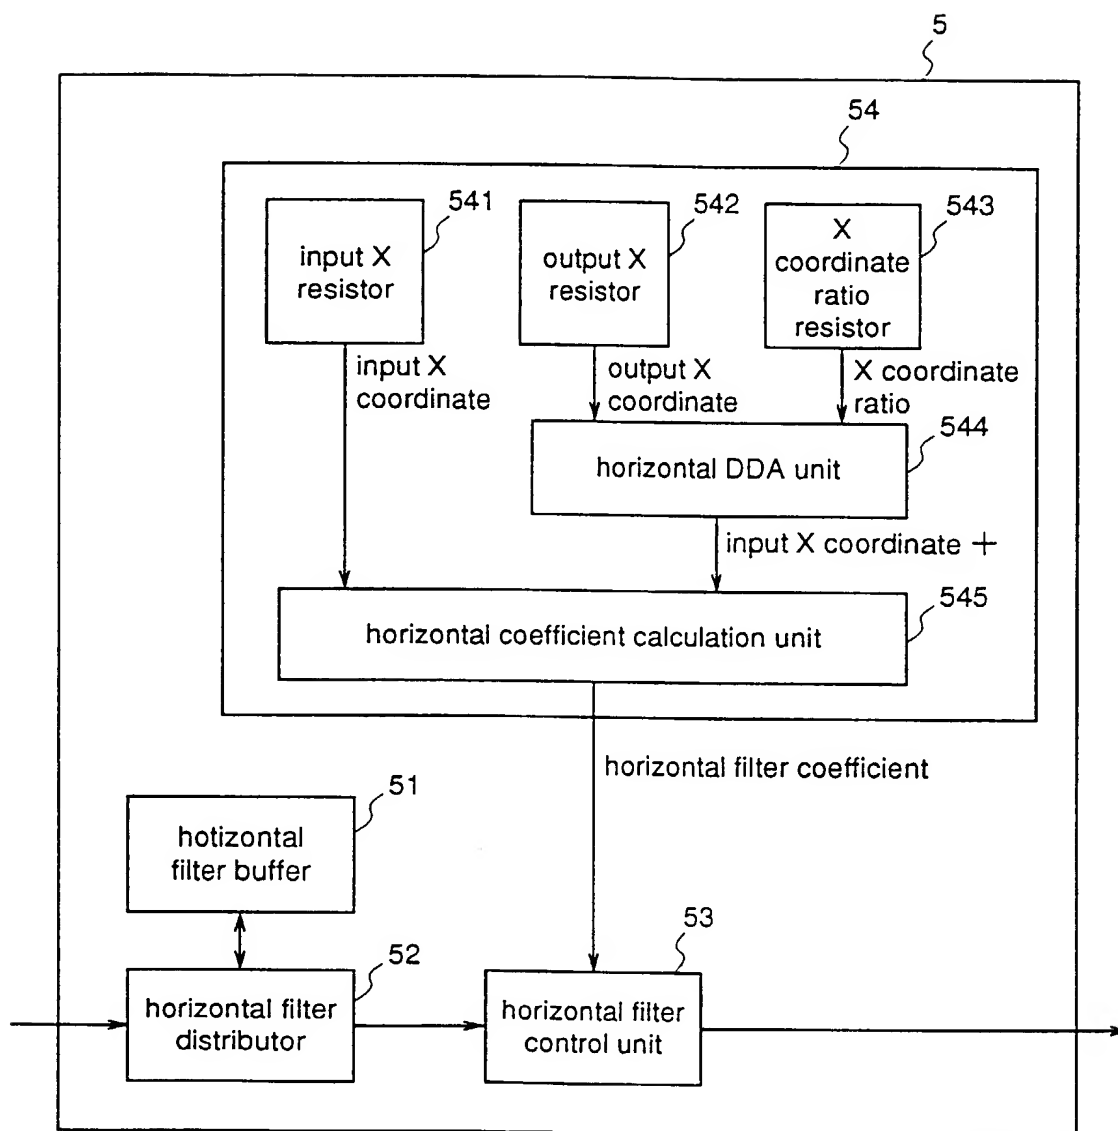 5
54
541
542
543
input X
resistor
output X
resistor
X
coordinate
ratio
resistor
input X
coordinate
output X
coordinate
X coordinate
ratio
544
horizontal DDA unit
input X coordinate +
545
horizontal coefficient calculation unit
horizontal filter coefficient
51
hotizontal
filter buffer
52
53
horizontal filter
distributor
horizontal filter
control unit